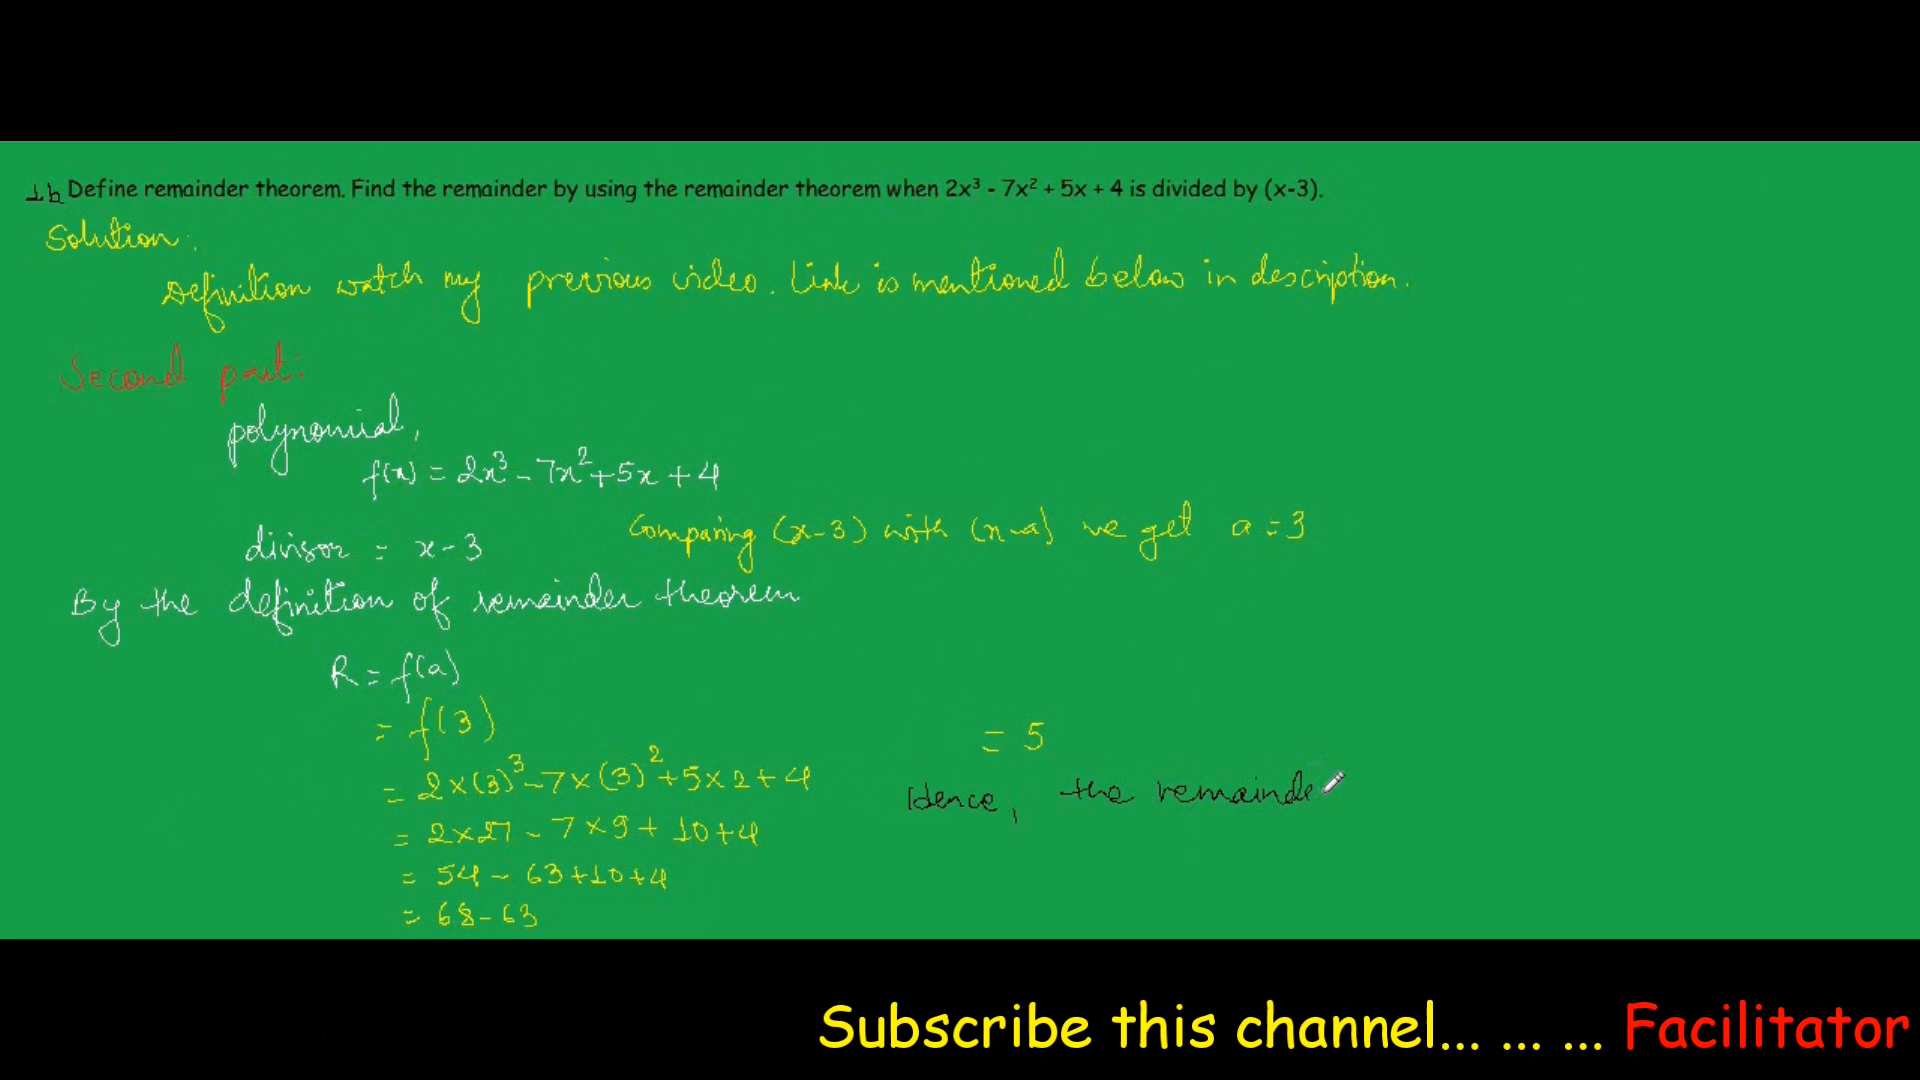 1b Define remainder theorem. Find the remainder by using the remainder theorem when 2x³ - 7x² + 5x + 4 is divided by (x-3).
Solution:
Definition watch my previous video. Link is mentioned below in description.
Second part:
polynomial,
f(x) = 2x³ - 7x² + 5x + 4
divisor = x - 3
Comparing (x-3) with (x-a) we get a = 3
By the definition of remainder theorem
R = f(a)
= f(3)
= 2×(3)³ - 7×(3)² + 5×2 + 4
= 2×27 - 7×9 + 10 + 4
= 54 - 63 + 10 + 4
= 68 - 63
= 5
Hence, the remainde
Subscribe this channel... ... ... Facilitator